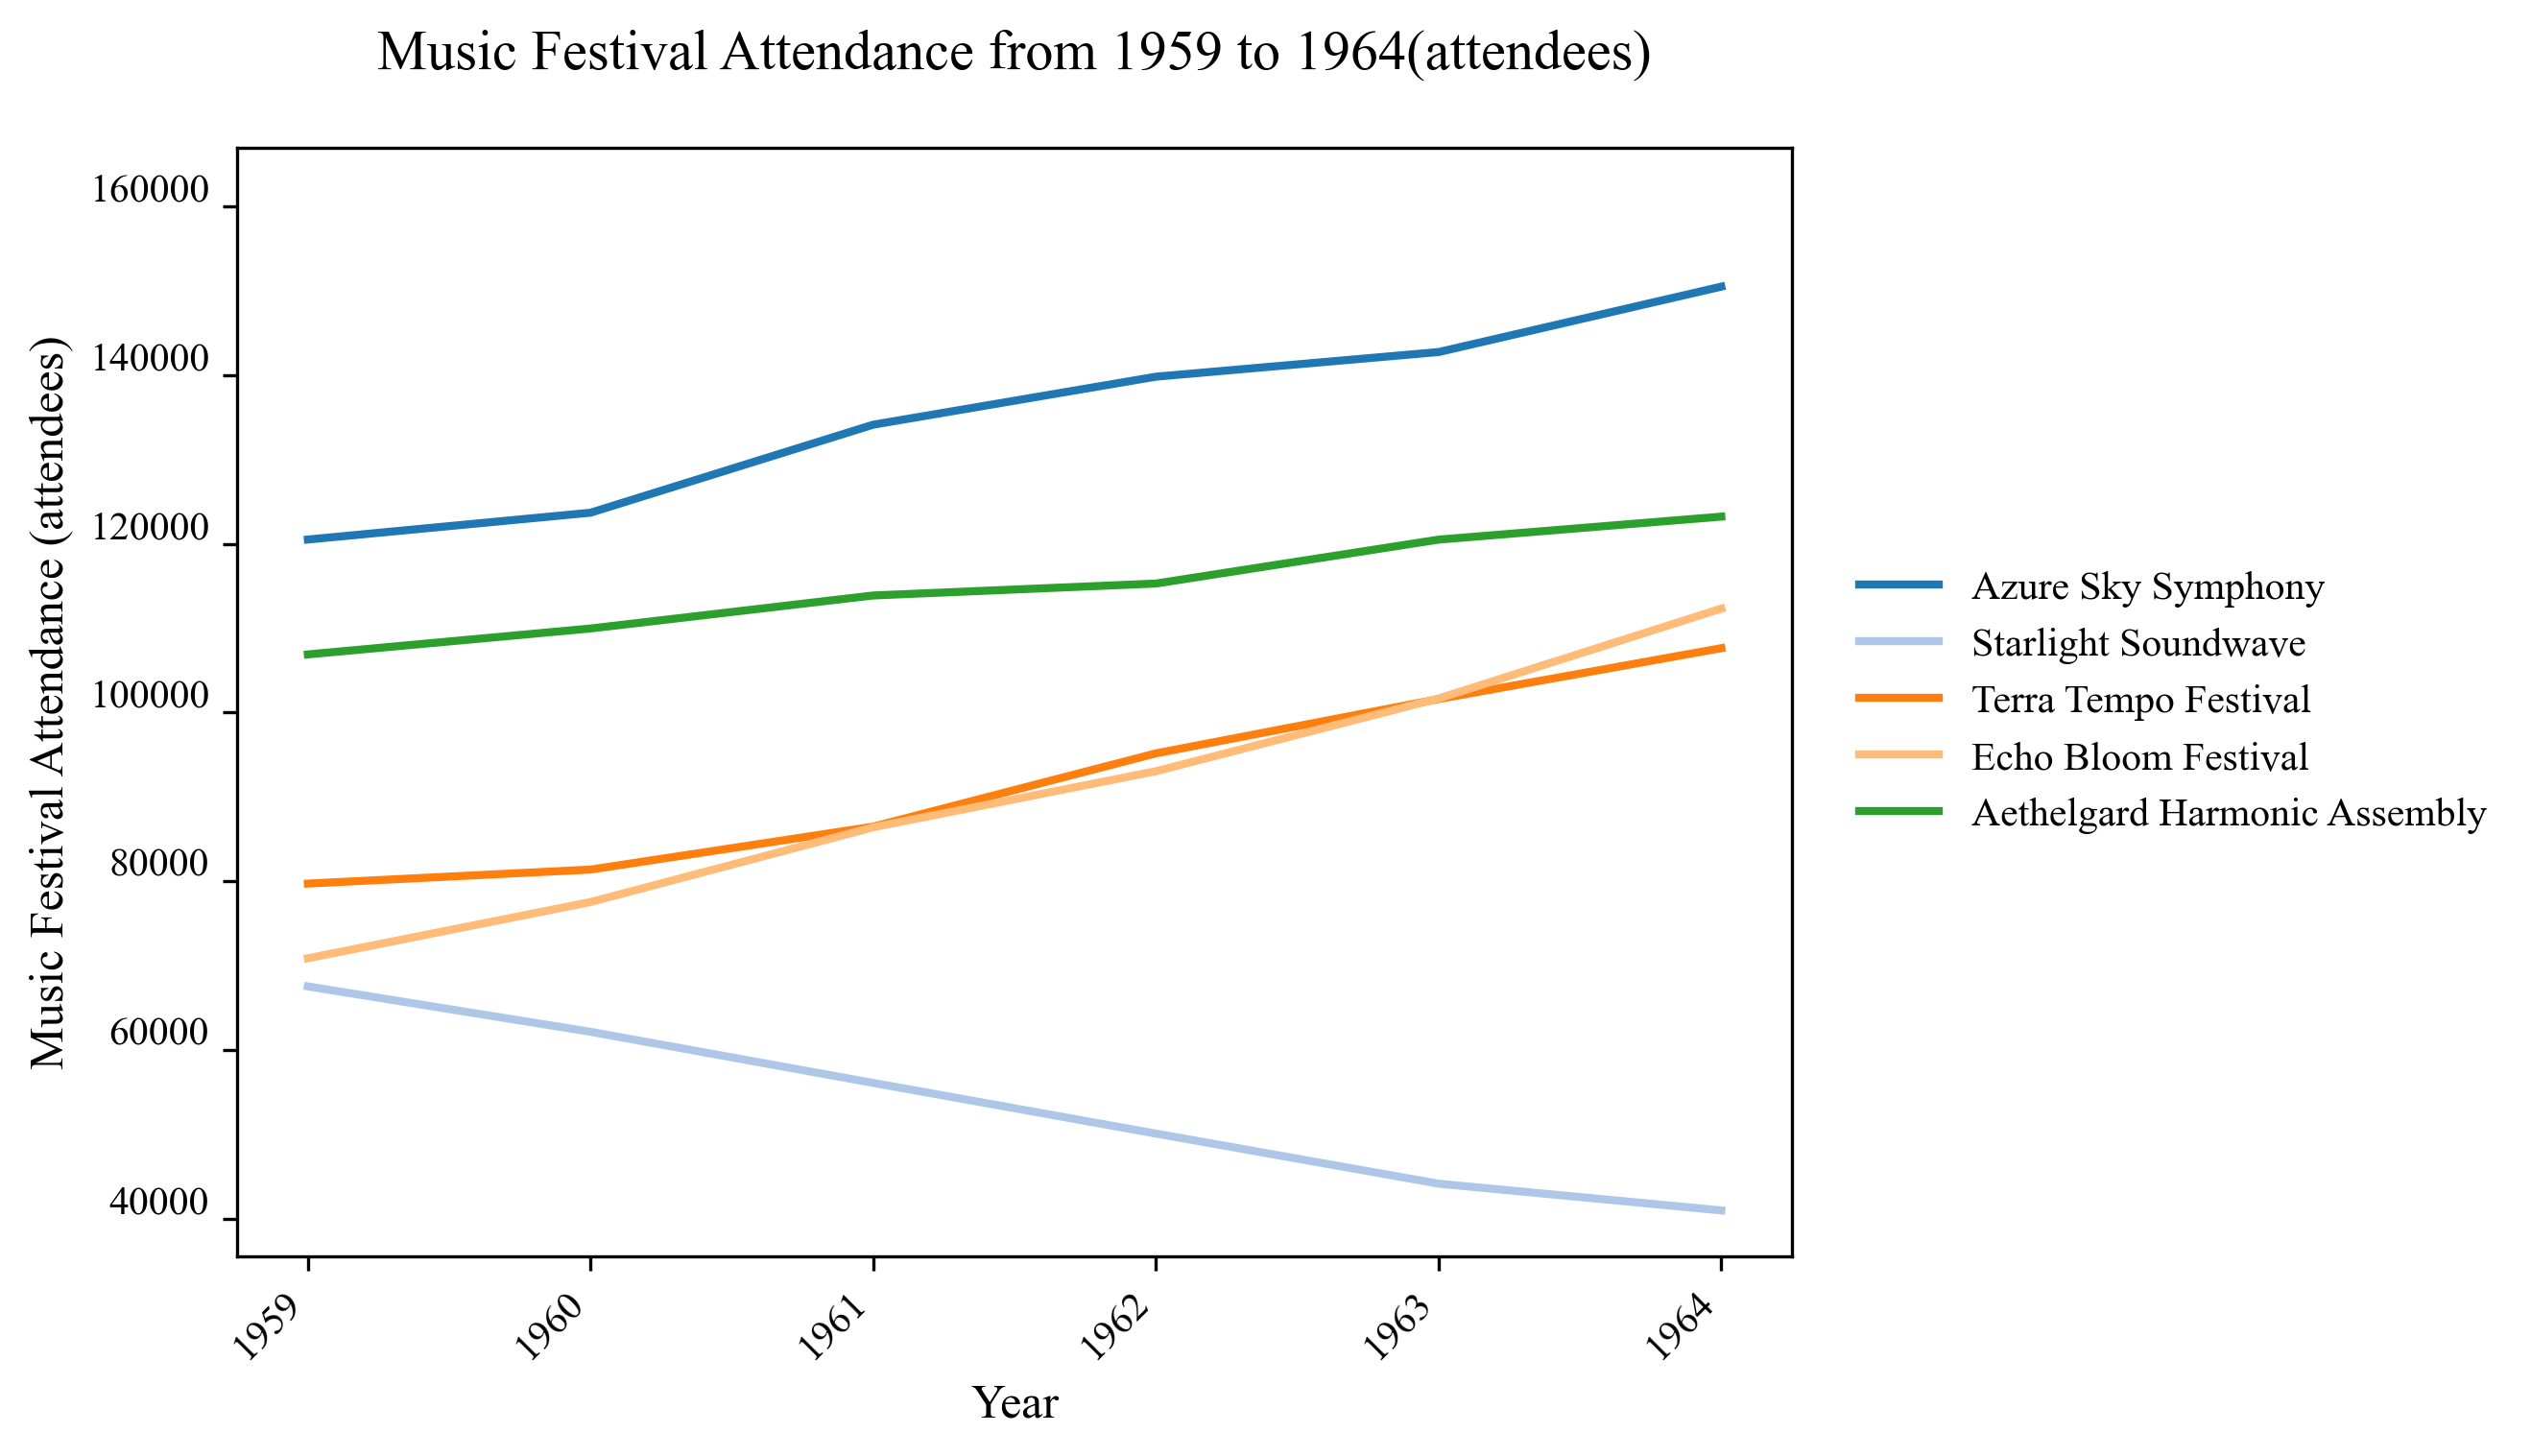 Music Festival Attendance from 1959 to 1964(attendees)
Music Festival Attendance (attendees)
160000
140000
120000
100000
80000
60000
40000
1959
1960
1961
1962
1963
1964
Year
Azure Sky Symphony
Starlight Soundwave
Terra Tempo Festival
Echo Bloom Festival
Aethelgard Harmonic Assembly